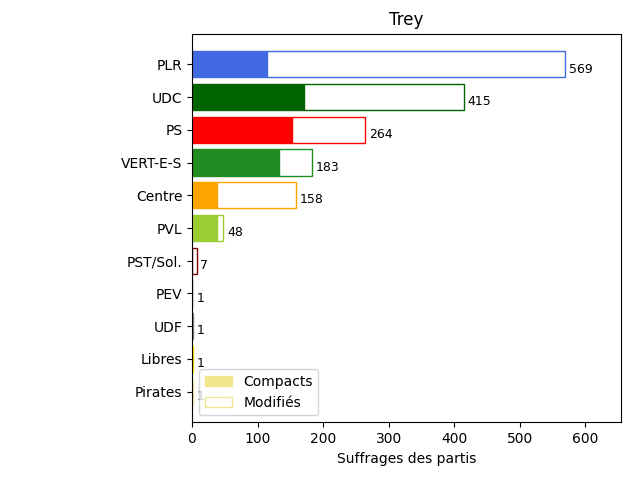 Trey
PLR 569
UDC 415
PS 264
VERT-E-S 183
Centre 158
PVL 48
PST/Sol. 7
PEV 1
UDF 1
Libres 1
Pirates 1
Compacts
Modifiés
0 100 200 300 400 500 600
Suffrages des partis